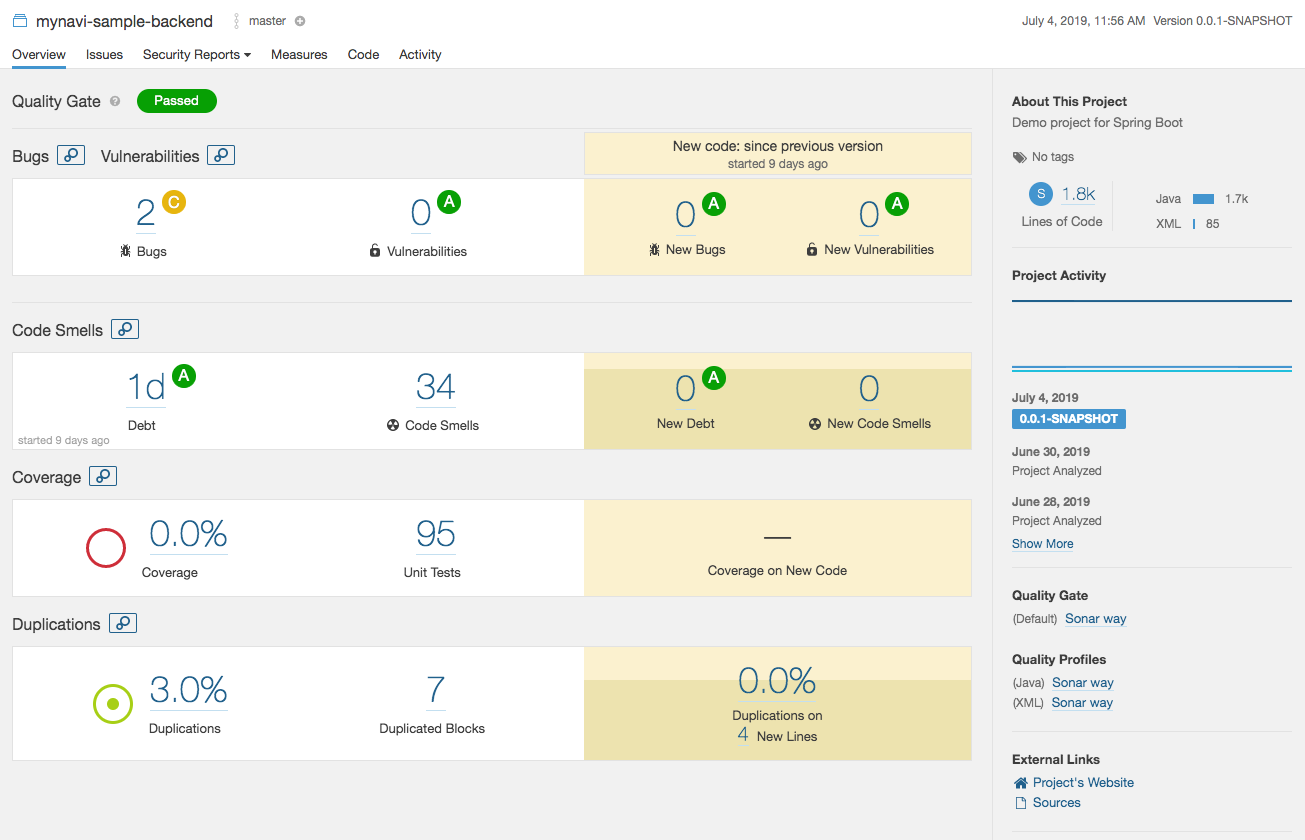 mynavi-sample-backend master
July 4, 2019, 11:56 AM Version 0.0.1-SNAPSHOT
Overview Issues Security Reports Measures Code Activity
Quality Gate ? Passed
Bugs Vulnerabilities
New code: since previous version
started 9 days ago
2 C
Bugs
0 A
Vulnerabilities
0 A
New Bugs
0 A
New Vulnerabilities
Code Smells
1d A
Debt
started 9 days ago
34
Code Smells
0 A
New Debt
0
New Code Smells
Coverage
0.0%
Coverage
95
Unit Tests
—
Coverage on New Code
Duplications
3.0%
Duplications
7
Duplicated Blocks
0.0%
Duplications on
4 New Lines
About This Project
Demo project for Spring Boot
No tags
S 1.8k
Lines of Code
Java 1.7k
XML 85
Project Activity
July 4, 2019
0.0.1-SNAPSHOT
June 30, 2019
Project Analyzed
June 28, 2019
Project Analyzed
Show More
Quality Gate
(Default) Sonar way
Quality Profiles
(Java) Sonar way
(XML) Sonar way
External Links
Project's Website
Sources